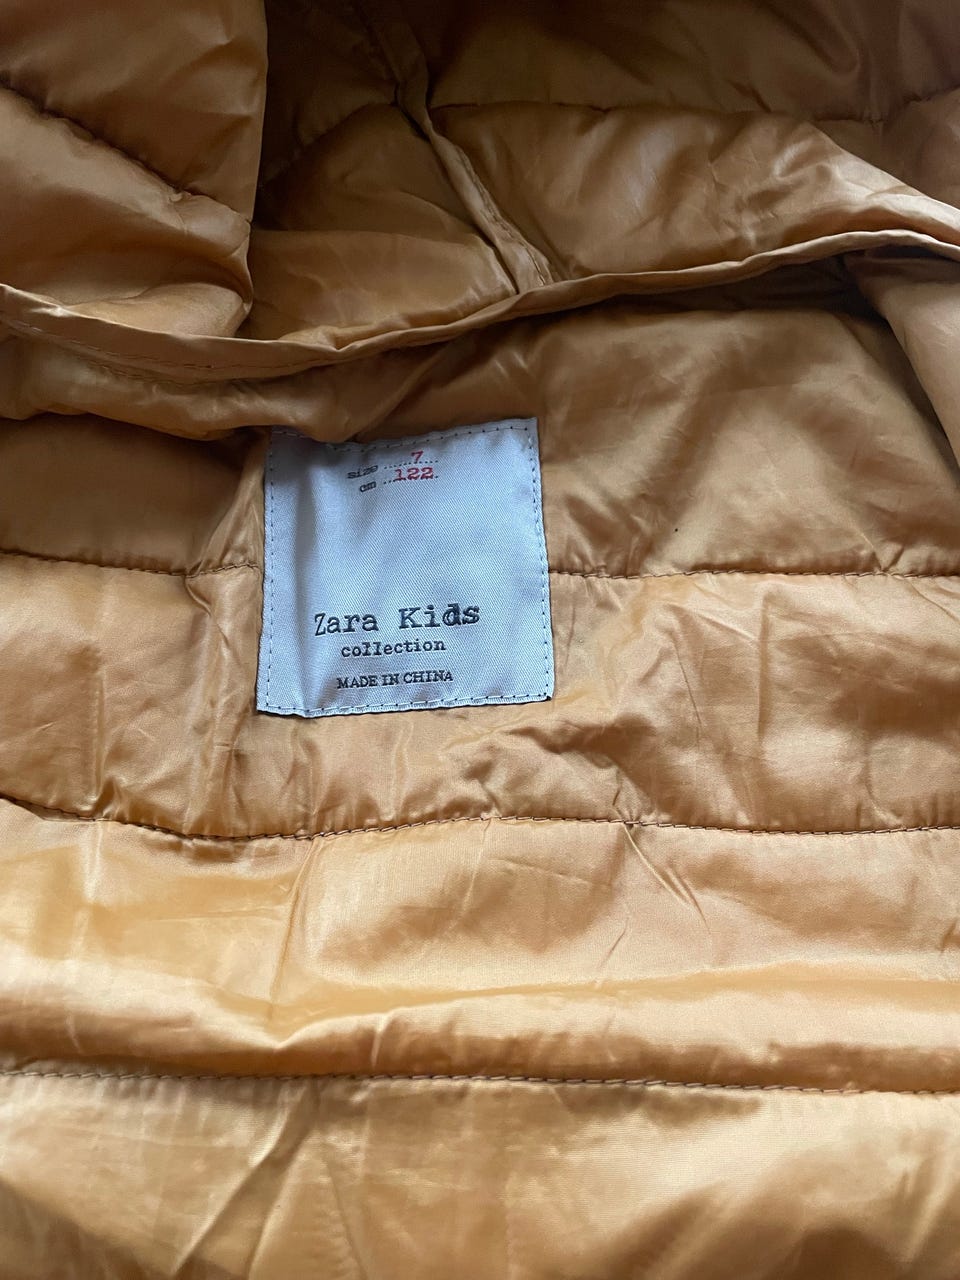 size ......7....
cm ...122.
Zara Kids
collection
MADE IN CHINA